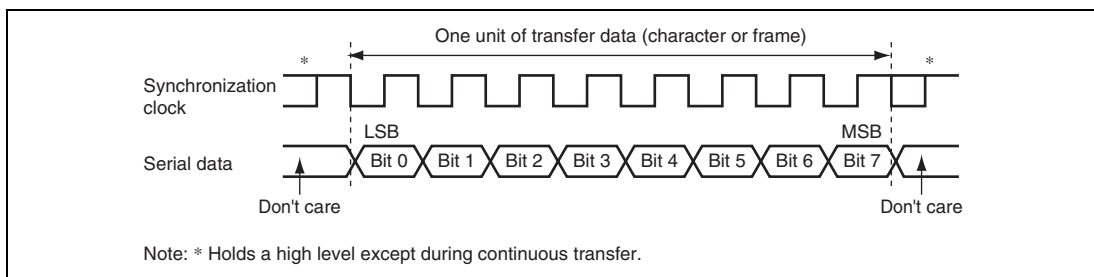 One unit of transfer data (character or frame)
*
*
Synchronization
clock
LSB
MSB
Serial data
Bit 0 Bit 1 Bit 2 Bit 3 Bit 4 Bit 5 Bit 6 Bit 7
Don't care
Don't care
Note: * Holds a high level except during continuous transfer.